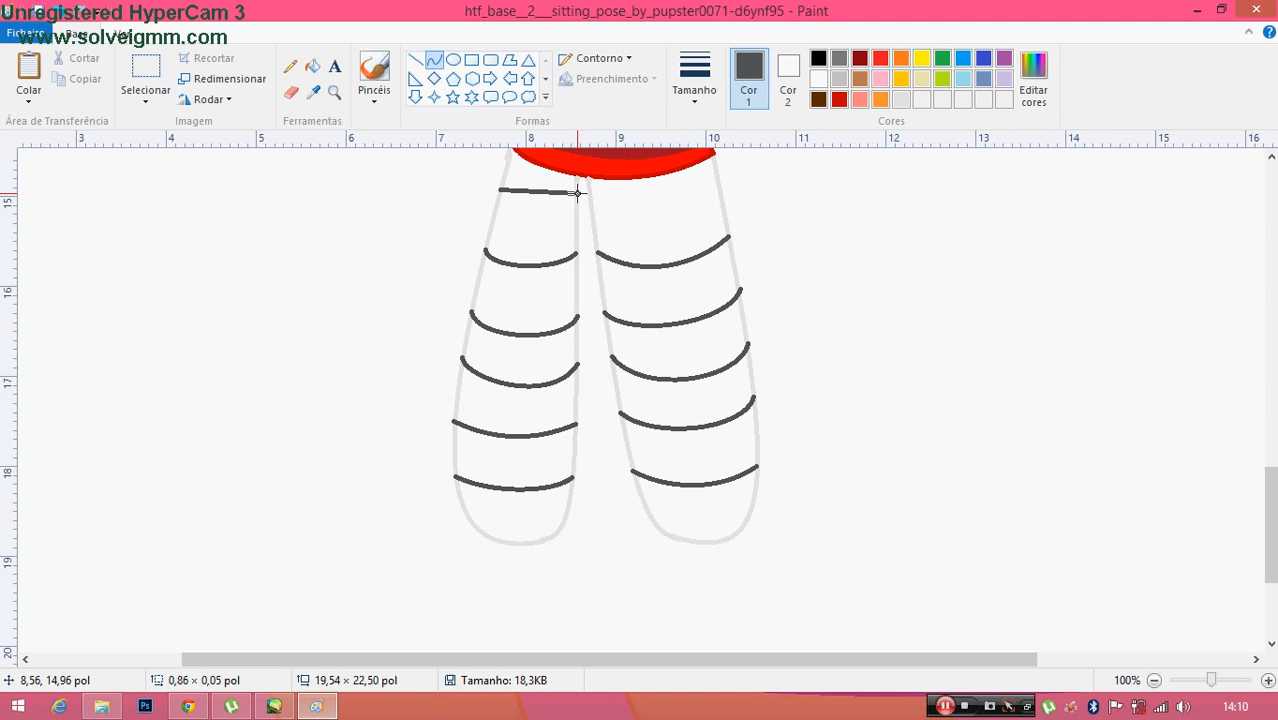 Unregistered HyperCam 3
htf_base__2___sitting_pose_by_pupster0071-d6ynf95 - Paint
www.solveigmm.com
Ficheiro
Colar
Cortar
Copiar
Área de Transferência
Selecionar
Recortar
Redimensionar
Rodar
Imagem
A
Ferramentas
Pincéis
Contorno
Preenchimento
Formas
Tamanho
Cor
1
Cor
2
Editar
cores
Cores
3 4 5 6 7 8 9 10 11 12 13 14 15 16
15
16
17
18
19
20
8,56, 14,96 pol
0,86 × 0,05 pol
19,54 × 22,50 pol
Tamanho: 18,3KB
100%
Ps
14:10